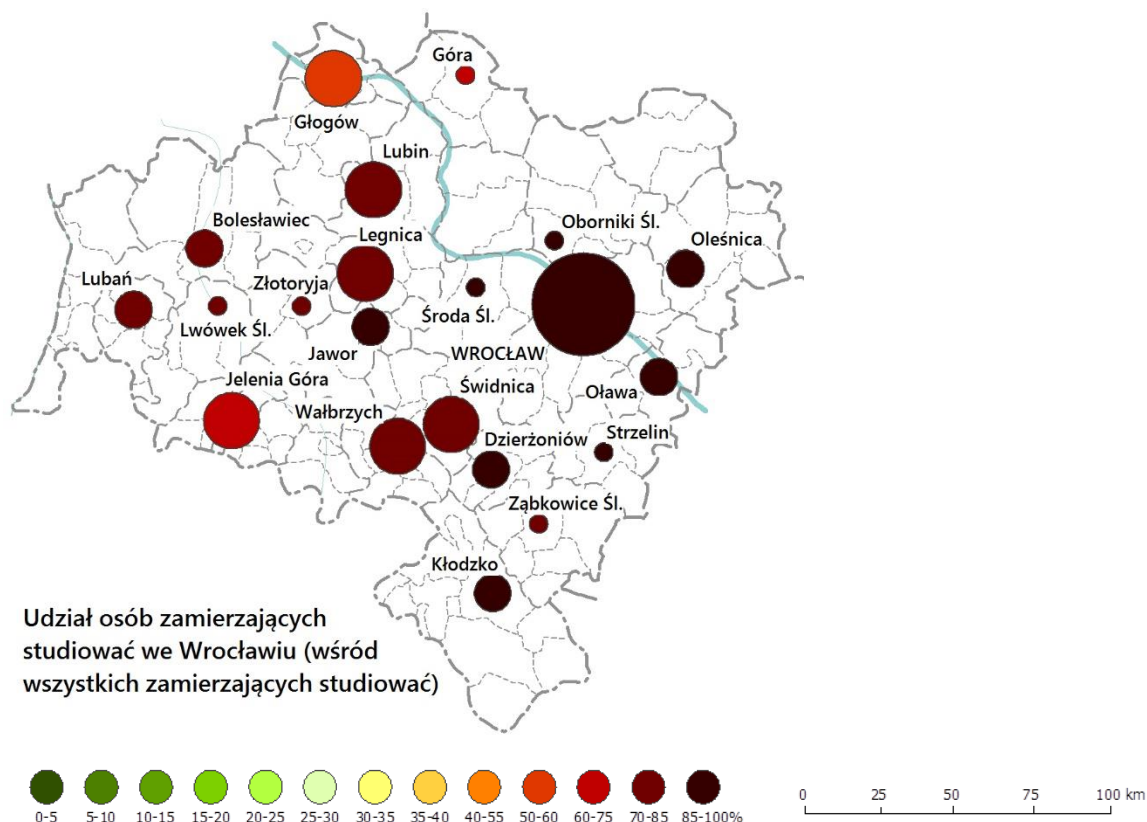 Góra
Głogów
Lubin
Bolesławiec
Oborniki Śl.
Legnica
Oleśnica
Lubań
Złotoryja
Lwówek Śl.
Środa Śl.
Jawor
WROCŁAW
Jelenia Góra
Świdnica
Oława
Wałbrzych
Dzierżoniów
Strzelin
Ząbkowice Śl.
Kłodzko
Udział osób zamierzających
studiować we Wrocławiu (wśród
wszystkich zamierzających studiować)
0-5 5-10 10-15 15-20 20-25 25-30 30-35 35-40 40-55 50-60 60-75 70-85 85-100%
0 25 50 75 100 km